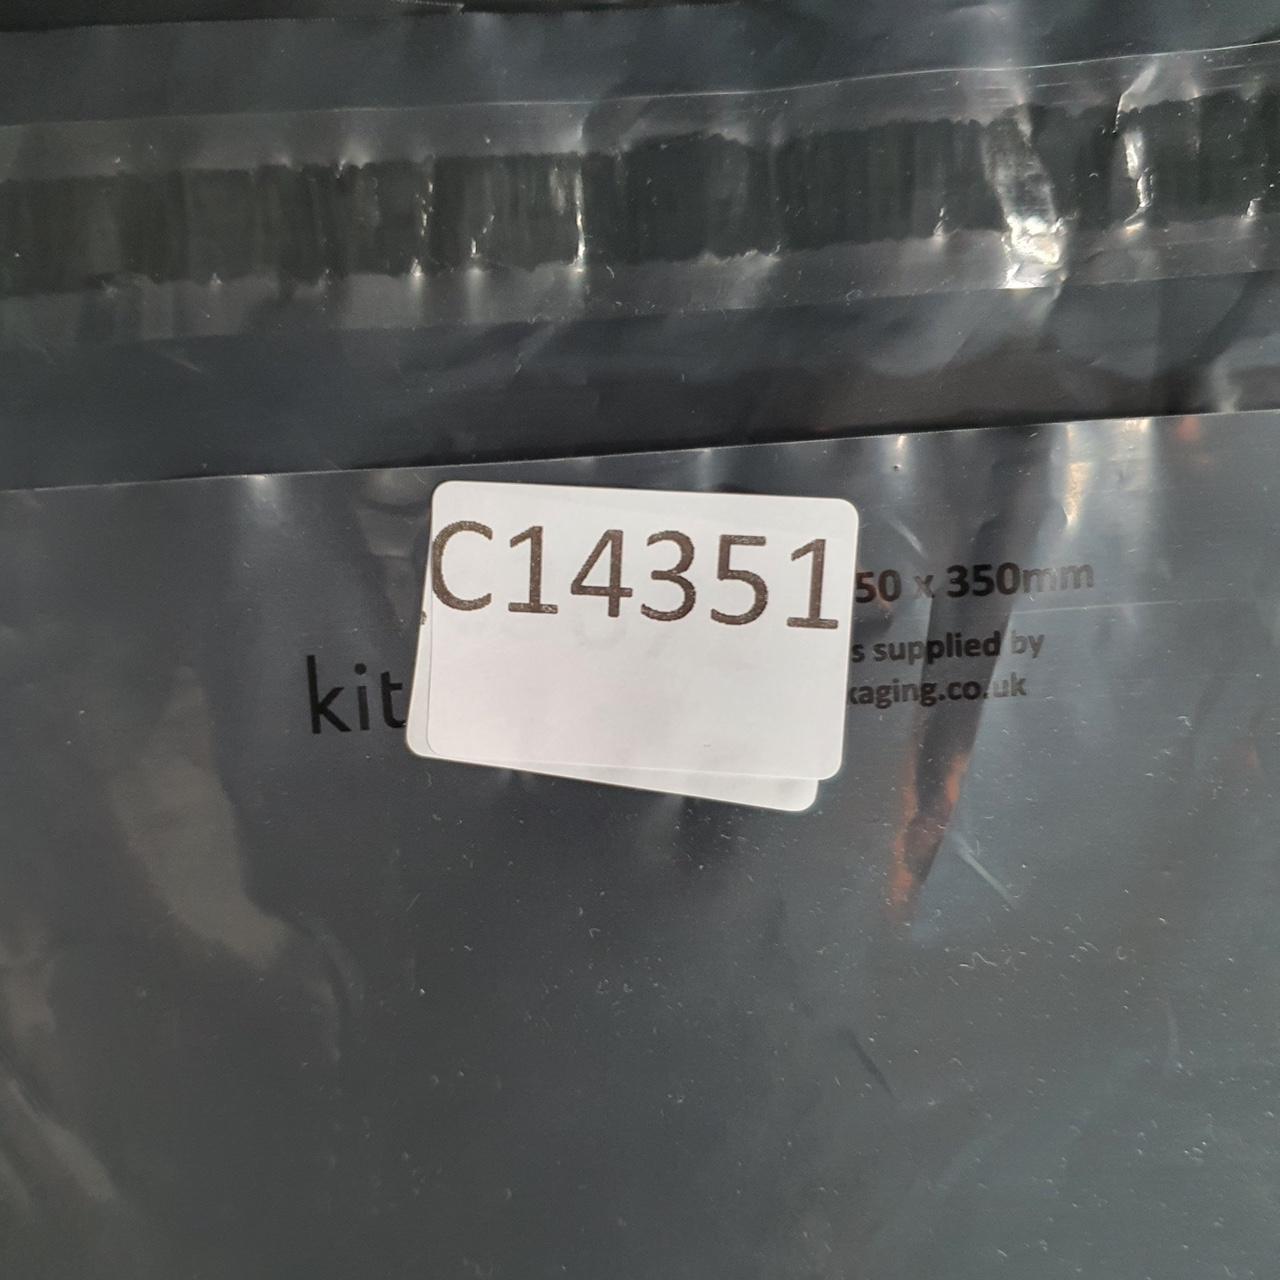 C14351
50 x 350mm
kit
s supplied by
kaging.co.uk